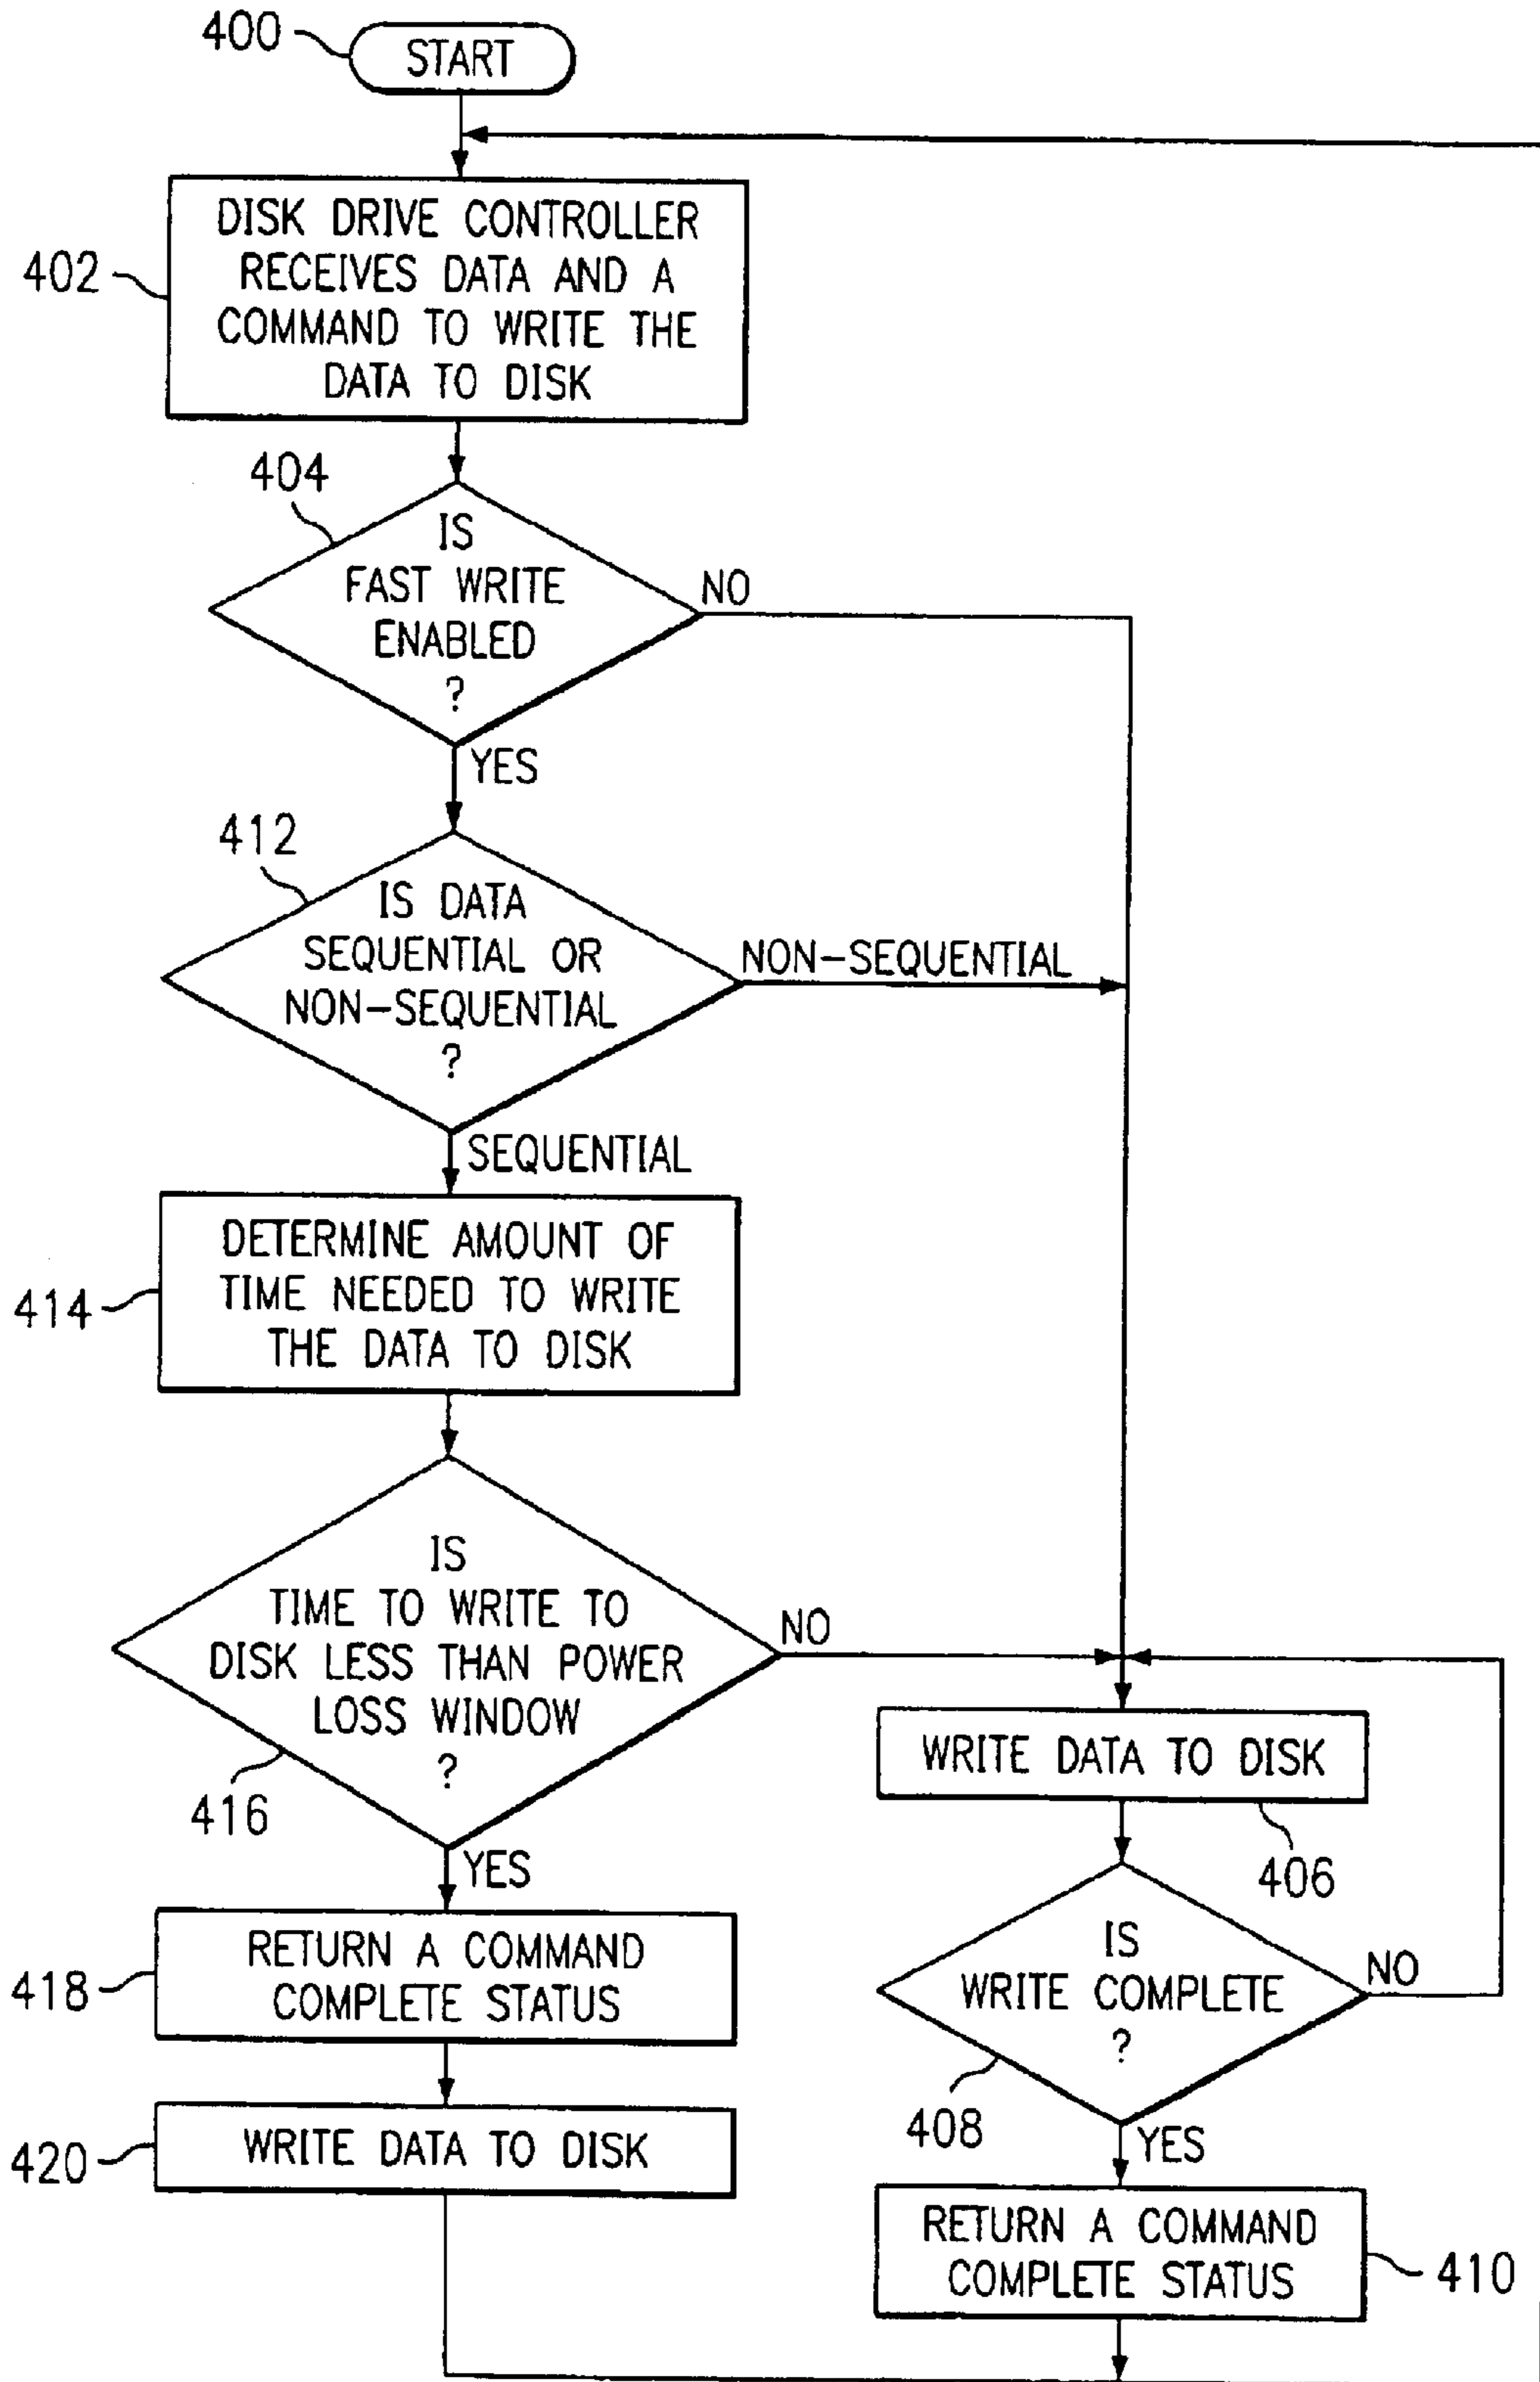 400
START
402
DISK DRIVE CONTROLLER
RECEIVES DATA AND A
COMMAND TO WRITE THE
DATA TO DISK
404
IS
FAST WRITE
ENABLED
?
NO
YES
412
IS DATA
SEQUENTIAL OR
NON-SEQUENTIAL
?
NON-SEQUENTIAL
SEQUENTIAL
414
DETERMINE AMOUNT OF
TIME NEEDED TO WRITE
THE DATA TO DISK
416
IS
TIME TO WRITE TO
DISK LESS THAN POWER
LOSS WINDOW
?
NO
YES
418
RETURN A COMMAND
COMPLETE STATUS
420
WRITE DATA TO DISK
WRITE DATA TO DISK
406
IS
WRITE COMPLETE
?
NO
408
YES
RETURN A COMMAND
COMPLETE STATUS
410